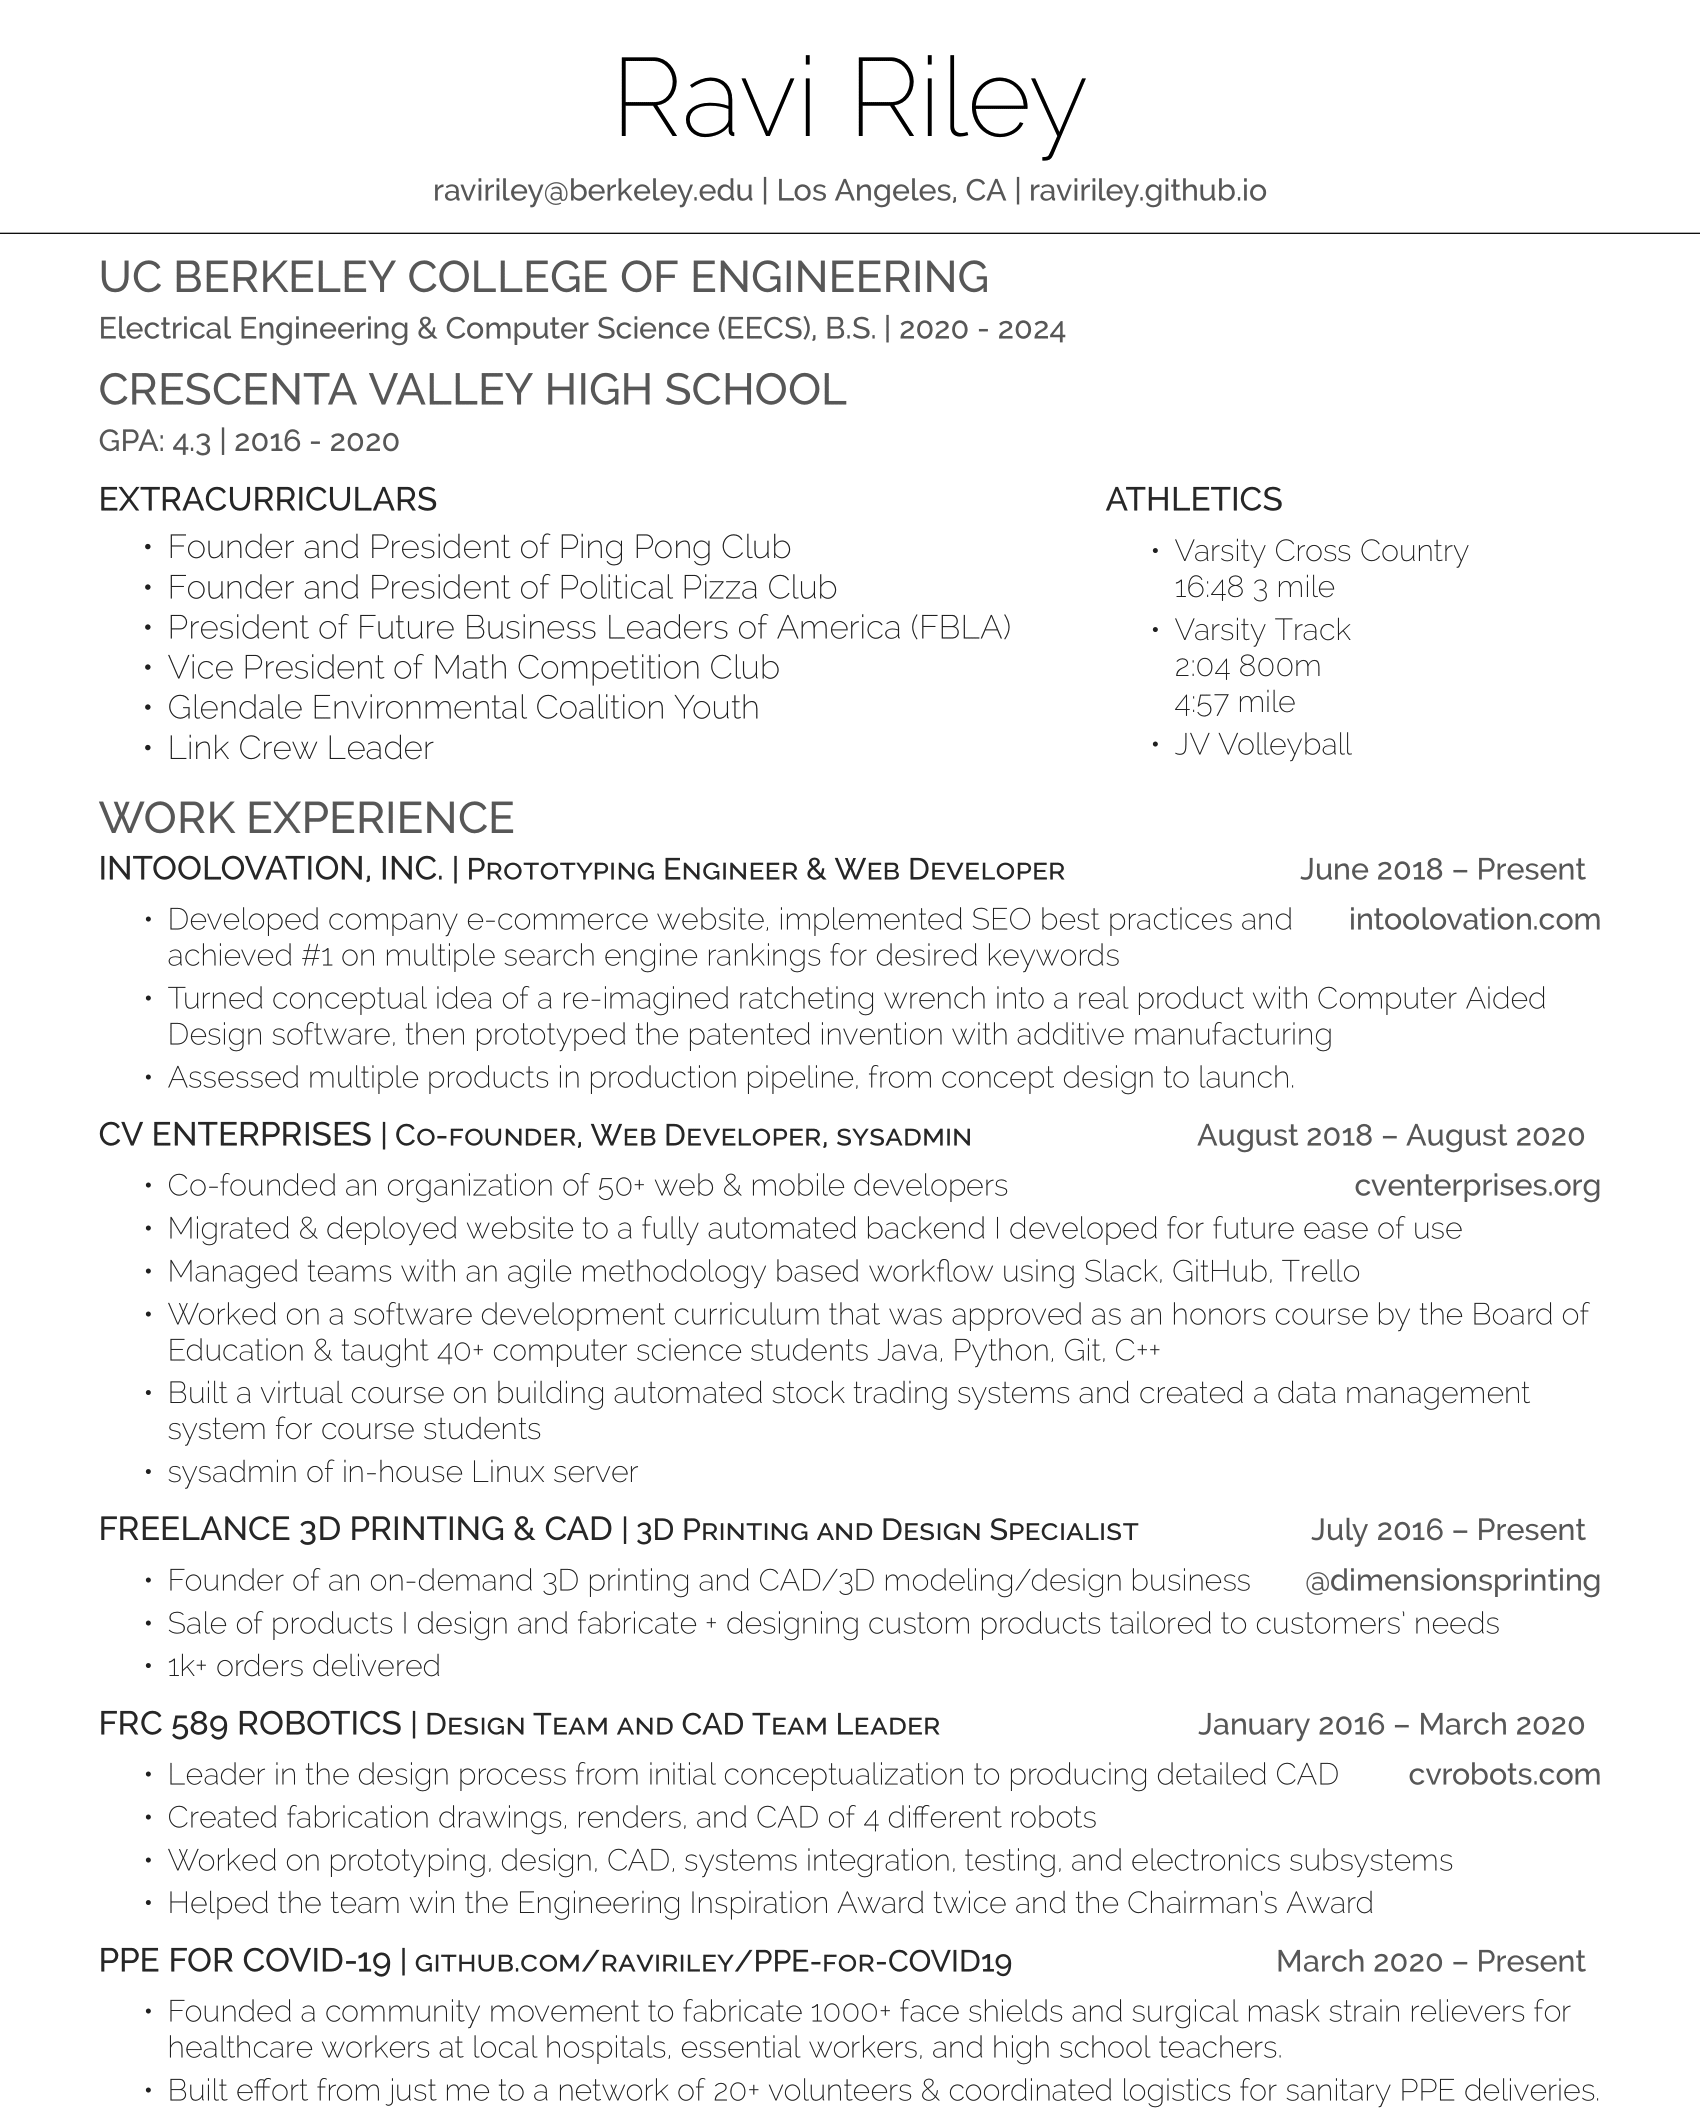 Ravi Riley
raviriley@berkeley.edu | Los Angeles, CA | raviriley.github.io
UC BERKELEY COLLEGE OF ENGINEERING
Electrical Engineering & Computer Science (EECS), B.S. | 2020 - 2024
CRESCENTA VALLEY HIGH SCHOOL
GPA: 4.3 | 2016 - 2020
EXTRACURRICULARS
• Founder and President of Ping Pong Club
• Founder and President of Political Pizza Club
• President of Future Business Leaders of America (FBLA)
• Vice President of Math Competition Club
• Glendale Environmental Coalition Youth
• Link Crew Leader
ATHLETICS
• Varsity Cross Country
16:48 3 mile
• Varsity Track
2:04 800m
4:57 mile
• JV Volleyball
WORK EXPERIENCE
INTOOLOVATION, INC. | Prototyping Engineer & Web Developer June 2018 – Present
• Developed company e-commerce website, implemented SEO best practices and intoolovation.com
achieved #1 on multiple search engine rankings for desired keywords
• Turned conceptual idea of a re-imagined ratcheting wrench into a real product with Computer Aided
Design software, then prototyped the patented invention with additive manufacturing
• Assessed multiple products in production pipeline, from concept design to launch.
CV ENTERPRISES | Co-founder, Web Developer, sysadmin August 2018 – August 2020
• Co-founded an organization of 50+ web & mobile developers cventerprises.org
• Migrated & deployed website to a fully automated backend I developed for future ease of use
• Managed teams with an agile methodology based workflow using Slack, GitHub, Trello
• Worked on a software development curriculum that was approved as an honors course by the Board of
Education & taught 40+ computer science students Java, Python, Git, C++
• Built a virtual course on building automated stock trading systems and created a data management
system for course students
• sysadmin of in-house Linux server
FREELANCE 3D PRINTING & CAD | 3D Printing and Design Specialist July 2016 – Present
• Founder of an on-demand 3D printing and CAD/3D modeling/design business @dimensionsprinting
• Sale of products I design and fabricate + designing custom products tailored to customers' needs
• 1k+ orders delivered
FRC 589 ROBOTICS | Design Team and CAD Team Leader January 2016 – March 2020
• Leader in the design process from initial conceptualization to producing detailed CAD cvrobots.com
• Created fabrication drawings, renders, and CAD of 4 different robots
• Worked on prototyping, design, CAD, systems integration, testing, and electronics subsystems
• Helped the team win the Engineering Inspiration Award twice and the Chairman's Award
PPE FOR COVID-19 | github.com/raviriley/PPE-for-COVID19 March 2020 – Present
• Founded a community movement to fabricate 1000+ face shields and surgical mask strain relievers for
healthcare workers at local hospitals, essential workers, and high school teachers.
• Built effort from just me to a network of 20+ volunteers & coordinated logistics for sanitary PPE deliveries.